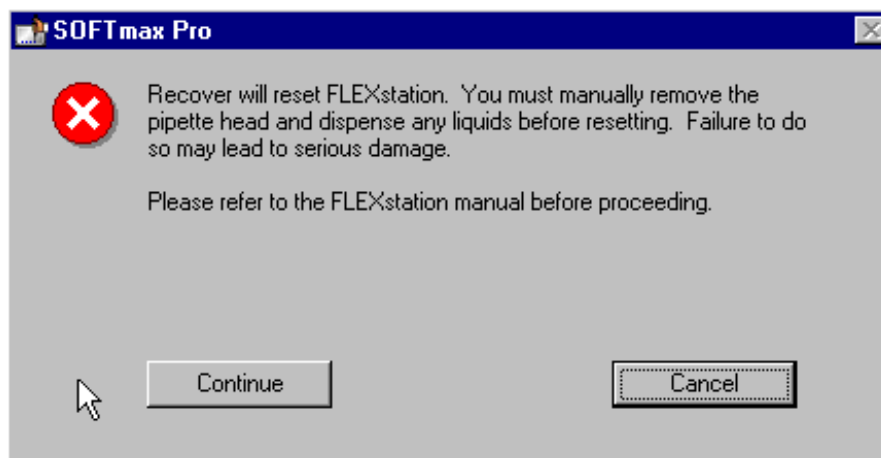 SOFTmax Pro
Recover will reset FLEXstation. You must manually remove the
pipette head and dispense any liquids before resetting. Failure to do
so may lead to serious damage.
Please refer to the FLEXstation manual before proceeding.
Continue
Cancel